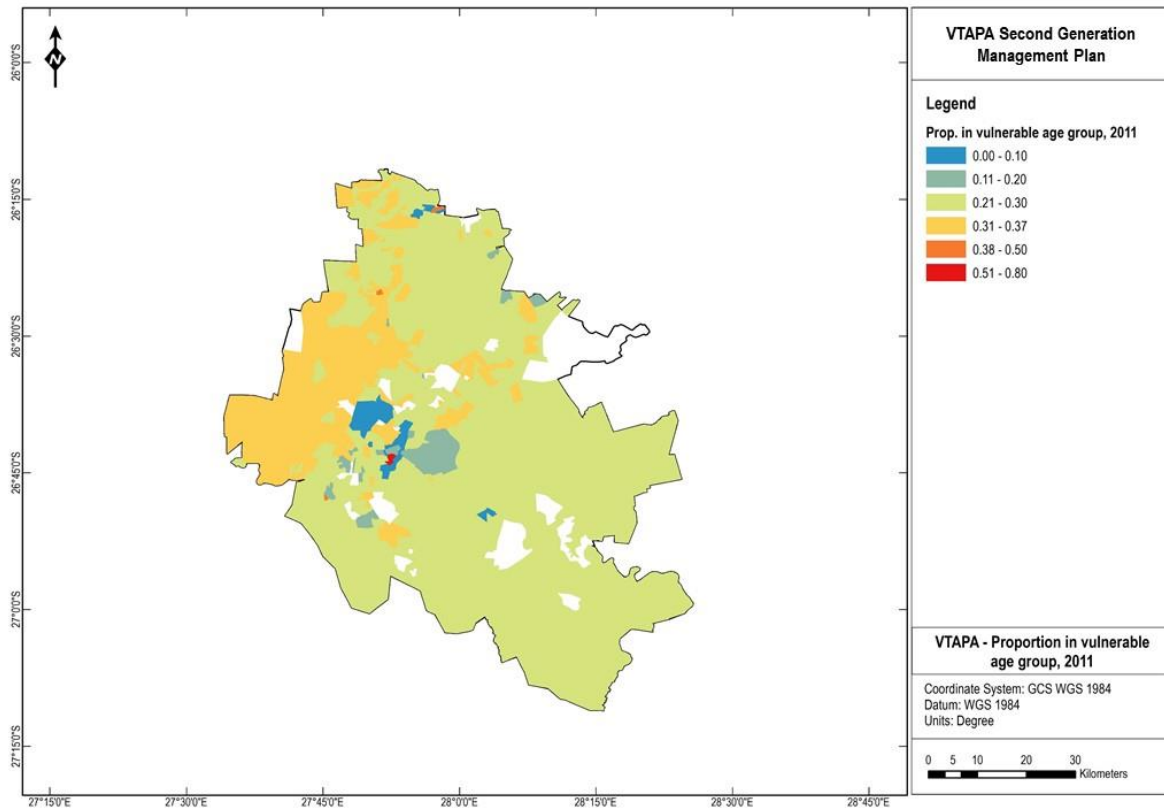 VTAPA Second Generation
Management Plan
Legend
Prop. in vulnerable age group, 2011
0.00 - 0.10
0.11 - 0.20
0.21 - 0.30
0.31 - 0.37
0.38 - 0.50
0.51 - 0.80
VTAPA - Proportion in vulnerable
age group, 2011
Coordinate System: GCS WGS 1984
Datum: WGS 1984
Units: Degree
0 5 10 20 30
Kilometers
N
26°0'0"S
26°15'0"S
26°30'0"S
26°45'0"S
27°0'0"S
27°15'0"S
27°15'0"E
27°30'0"E
27°45'0"E
28°0'0"E
28°15'0"E
28°30'0"E
28°45'0"E